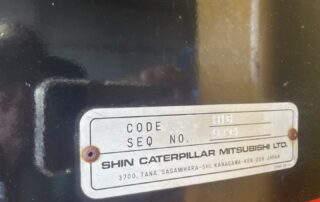 CODE
SEQ NO.
SHIN CATERPILLAR MITSUBISHI LTD.
3700, TANA, SAGAMIHARA-SHI, KANAGAWA-KEN 229 JAPAN